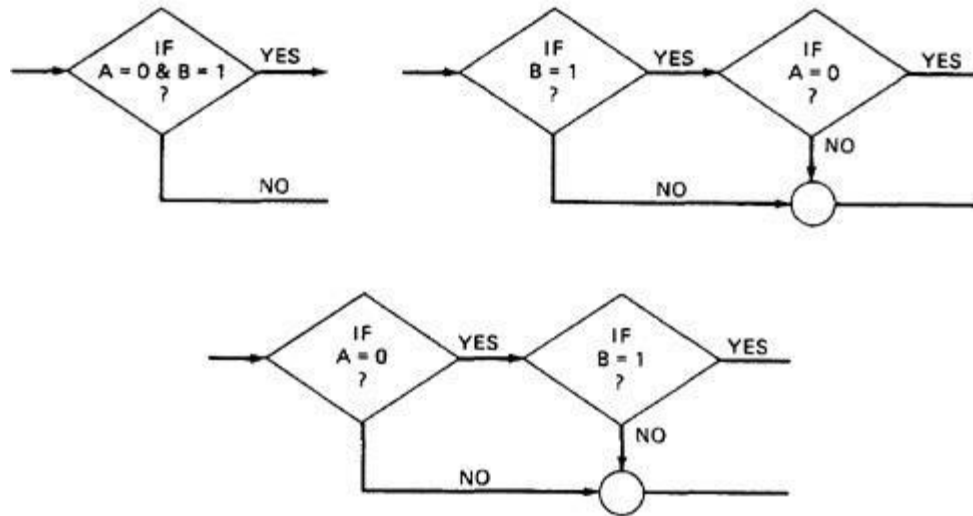 IF
A = 0 & B = 1
?
YES
NO
IF
B = 1
?
YES
NO
IF
A = 0
?
YES
NO
IF
A = 0
?
YES
NO
IF
B = 1
?
YES
NO